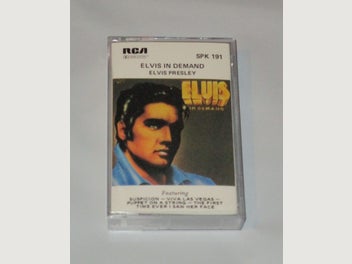 RCA
SPK 191
ELVIS IN DEMAND
ELVIS PRESLEY
ELVIS
IN DEMAND
Featuring
SUSPICION - VIVA LAS VEGAS -
PUPPET ON A STRING - THE FIRST
TIME EVER I SAW HER FACE